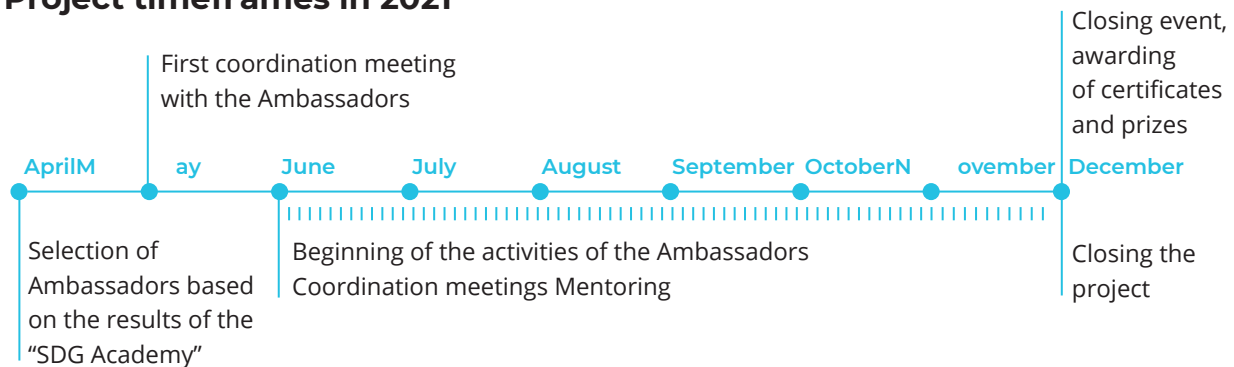 Project timeframes in 2021
Closing event,
awarding
of certificates
and prizes
First coordination meeting
with the Ambassadors
AprilM ay June July August September OctoberN ovember December
Selection of
Ambassadors based
on the results of the
“SDG Academy”
Beginning of the activities of the Ambassadors
Coordination meetings Mentoring
Closing the
project